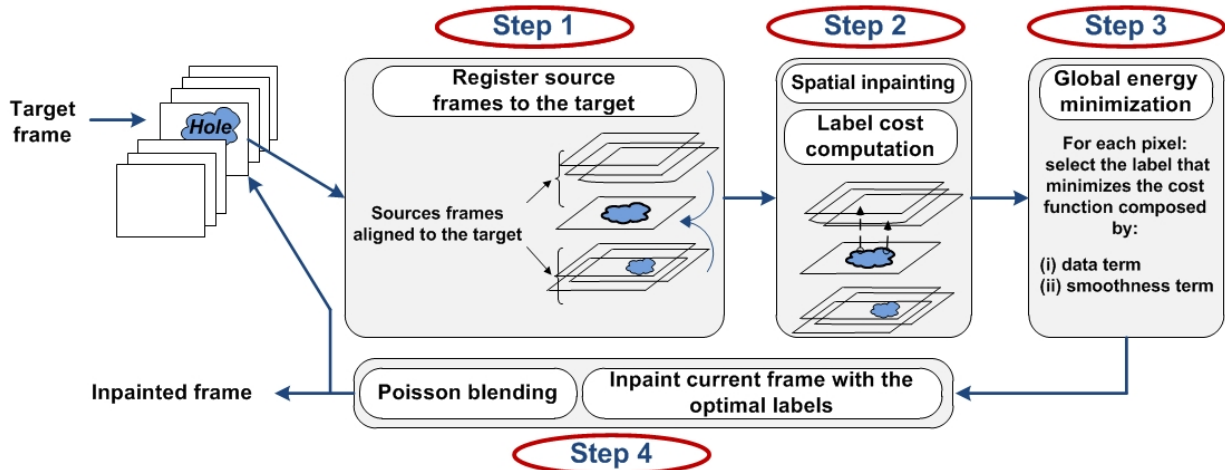 Step 1
Step 2
Step 3
Target
frame
Hole
Register source
frames to the target
Sources frames
aligned to the target
Spatial inpainting
Label cost
computation
Global energy
minimization
For each pixel:
select the label that
minimizes the cost
function composed
by:
(i) data term
(ii) smoothness term
Inpainted frame
Poisson blending
Inpaint current frame with the
optimal labels
Step 4